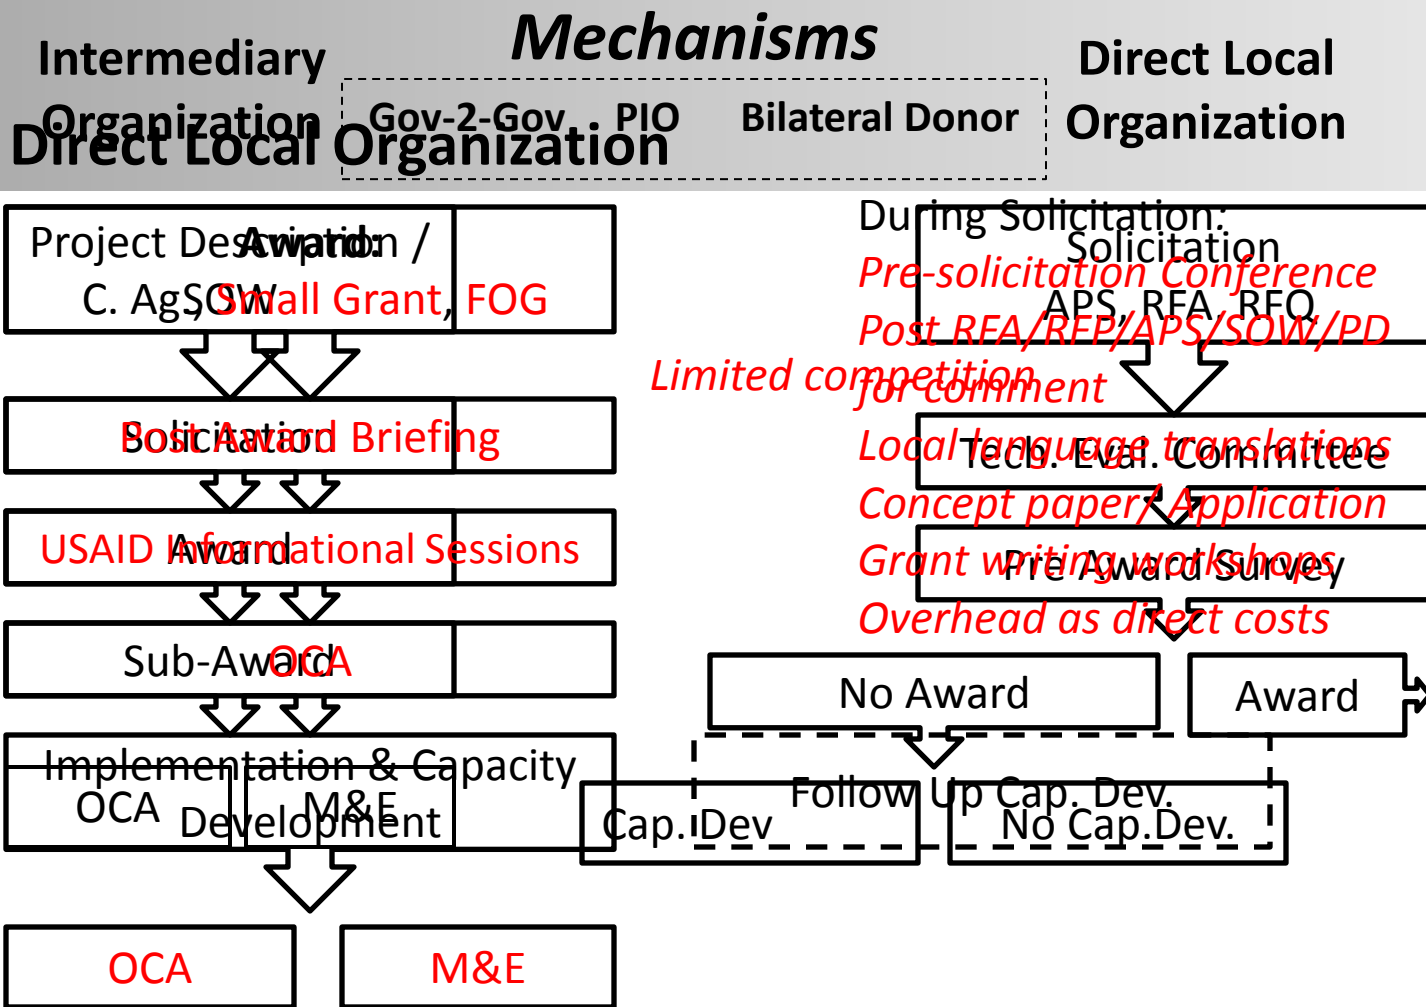 Mechanisms
Intermediary
Organization
Gov-2-Gov PIO Bilateral Donor
Direct Local
Organization
Direct Local Organization
Project Description /
SOW
Award:
C. Ag, Small Grant, FOG
Solicitation
Post Award Briefing
Award
USAID Informational Sessions
Sub-Award
OCA
Implementation & Capacity
Development
OCA
M&E
OCA
M&E
Limited competition
During Solicitation:
Pre-solicitation Conference
Post RFA/RFP/APS/SOW/PD
for comment
Local language translations
Concept paper/ Application
Grant writing workshops
Overhead as direct costs
Solicitation
APS, RFA, RFQ
Tech. Eval. Committee
Pre Award Survey
No Award
Award
Follow Up Cap. Dev.
Cap. Dev
No Cap.Dev.